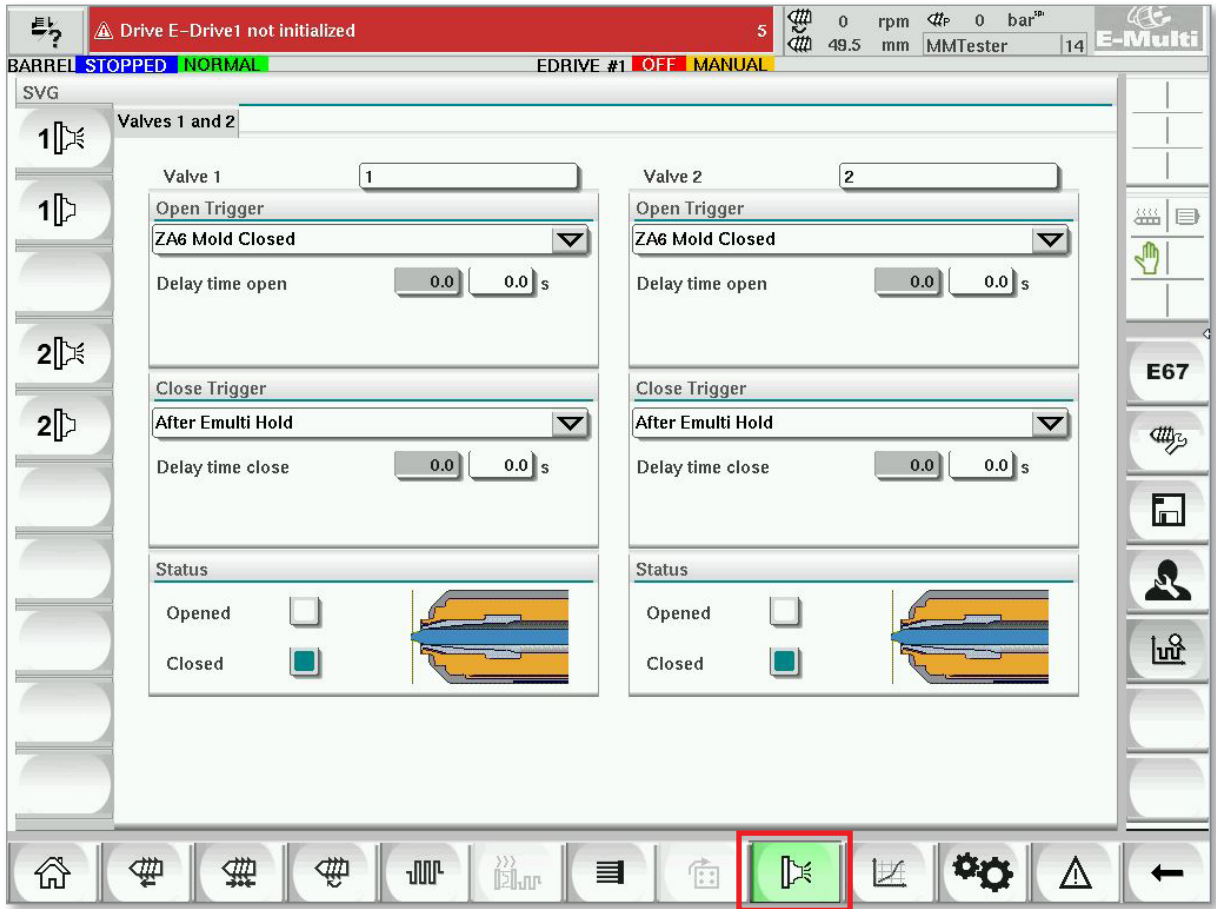 Drive E-Drive1 not initialized 5
0 rpm P 0 bar spi
49.5 mm MMTester 14
E-Multi
BARREL STOPPED NORMAL EDRIVE #1 OFF MANUAL
SVG
Valves 1 and 2
1
1
2
2
Valve 1 1
Open Trigger
ZA6 Mold Closed
Delay time open 0.0 0.0 s
Close Trigger
After Emulti Hold
Delay time close 0.0 0.0 s
Status
Opened
Closed
Valve 2 2
Open Trigger
ZA6 Mold Closed
Delay time open 0.0 0.0 s
Close Trigger
After Emulti Hold
Delay time close 0.0 0.0 s
Status
Opened
Closed
E67